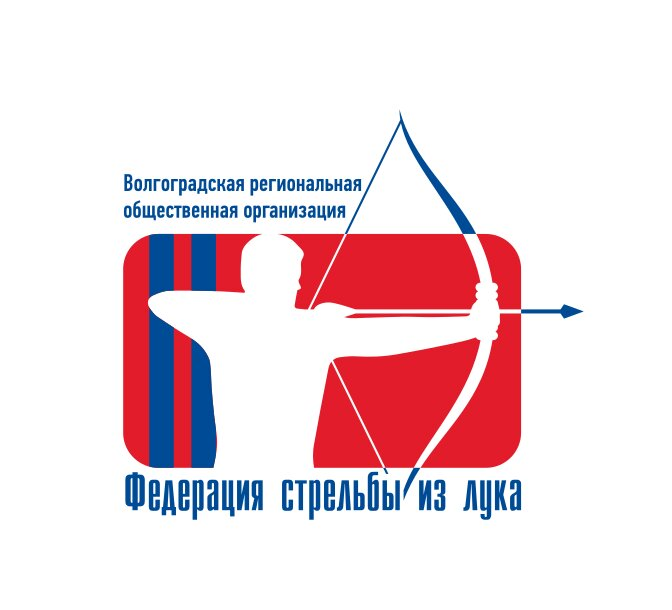 Волгоградская региональная
общественная организация
Федерация стрельбы из лука